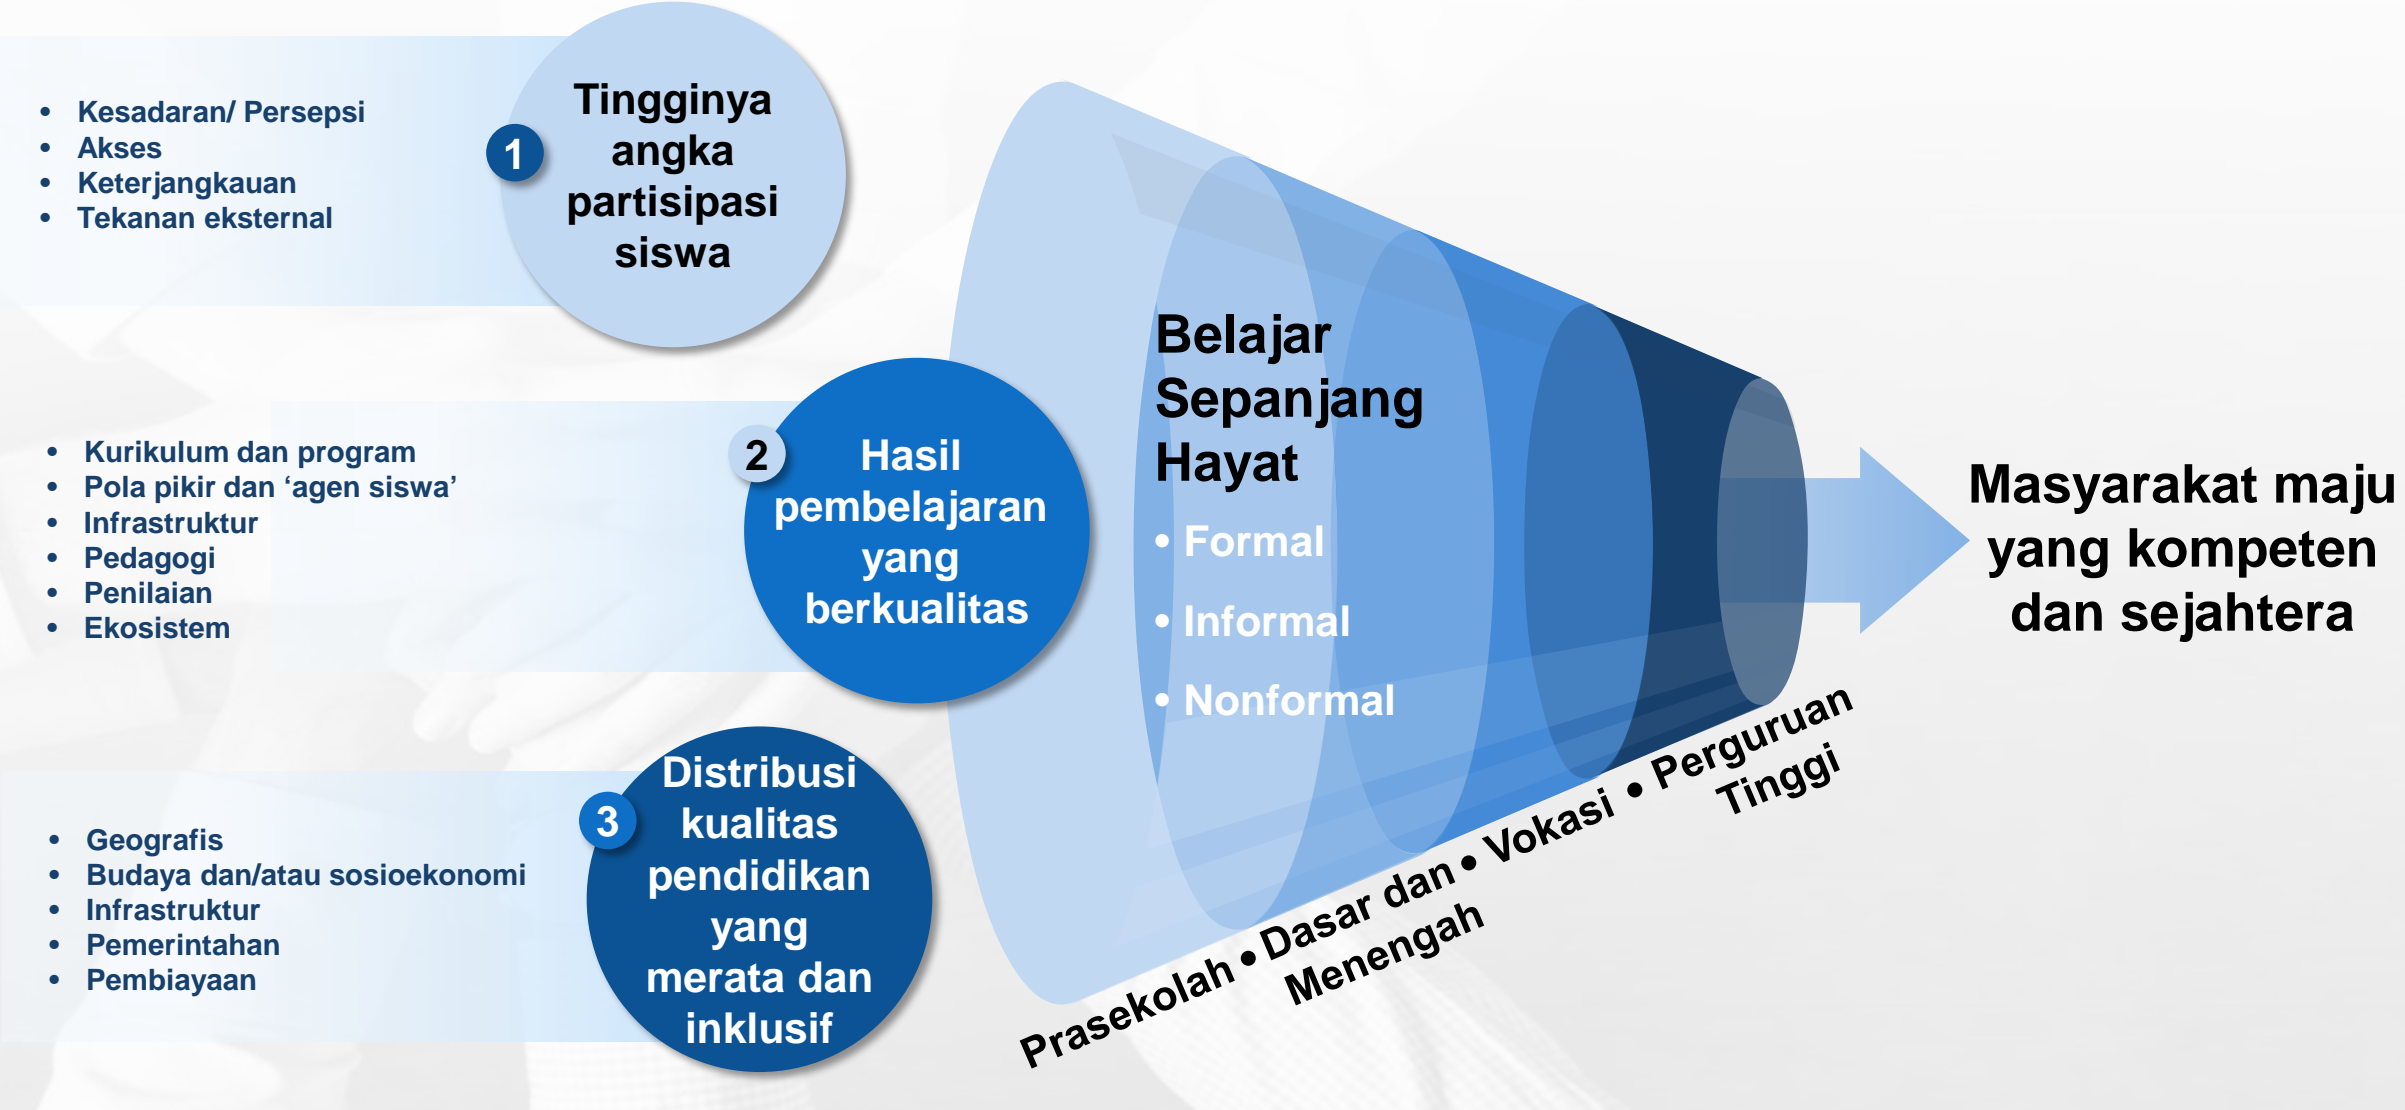 • Kesadaran/ Persepsi
• Akses
• Keterjangkauan
• Tekanan eksternal
1
Tingginya
angka
partisipasi
siswa
• Kurikulum dan program
• Pola pikir dan ‘agen siswa’
• Infrastruktur
• Pedagogi
• Penilaian
• Ekosistem
2
Hasil
pembelajaran
yang
berkualitas
• Geografis
• Budaya dan/atau sosioekonomi
• Infrastruktur
• Pemerintahan
• Pembiayaan
3
Distribusi
kualitas
pendidikan
yang
merata dan
inklusif
Belajar
Sepanjang
Hayat
• Formal
• Informal
• Nonformal
Prasekolah • Dasar dan • Vokasi • Perguruan
Menengah
Tinggi
Masyarakat maju
yang kompeten
dan sejahtera